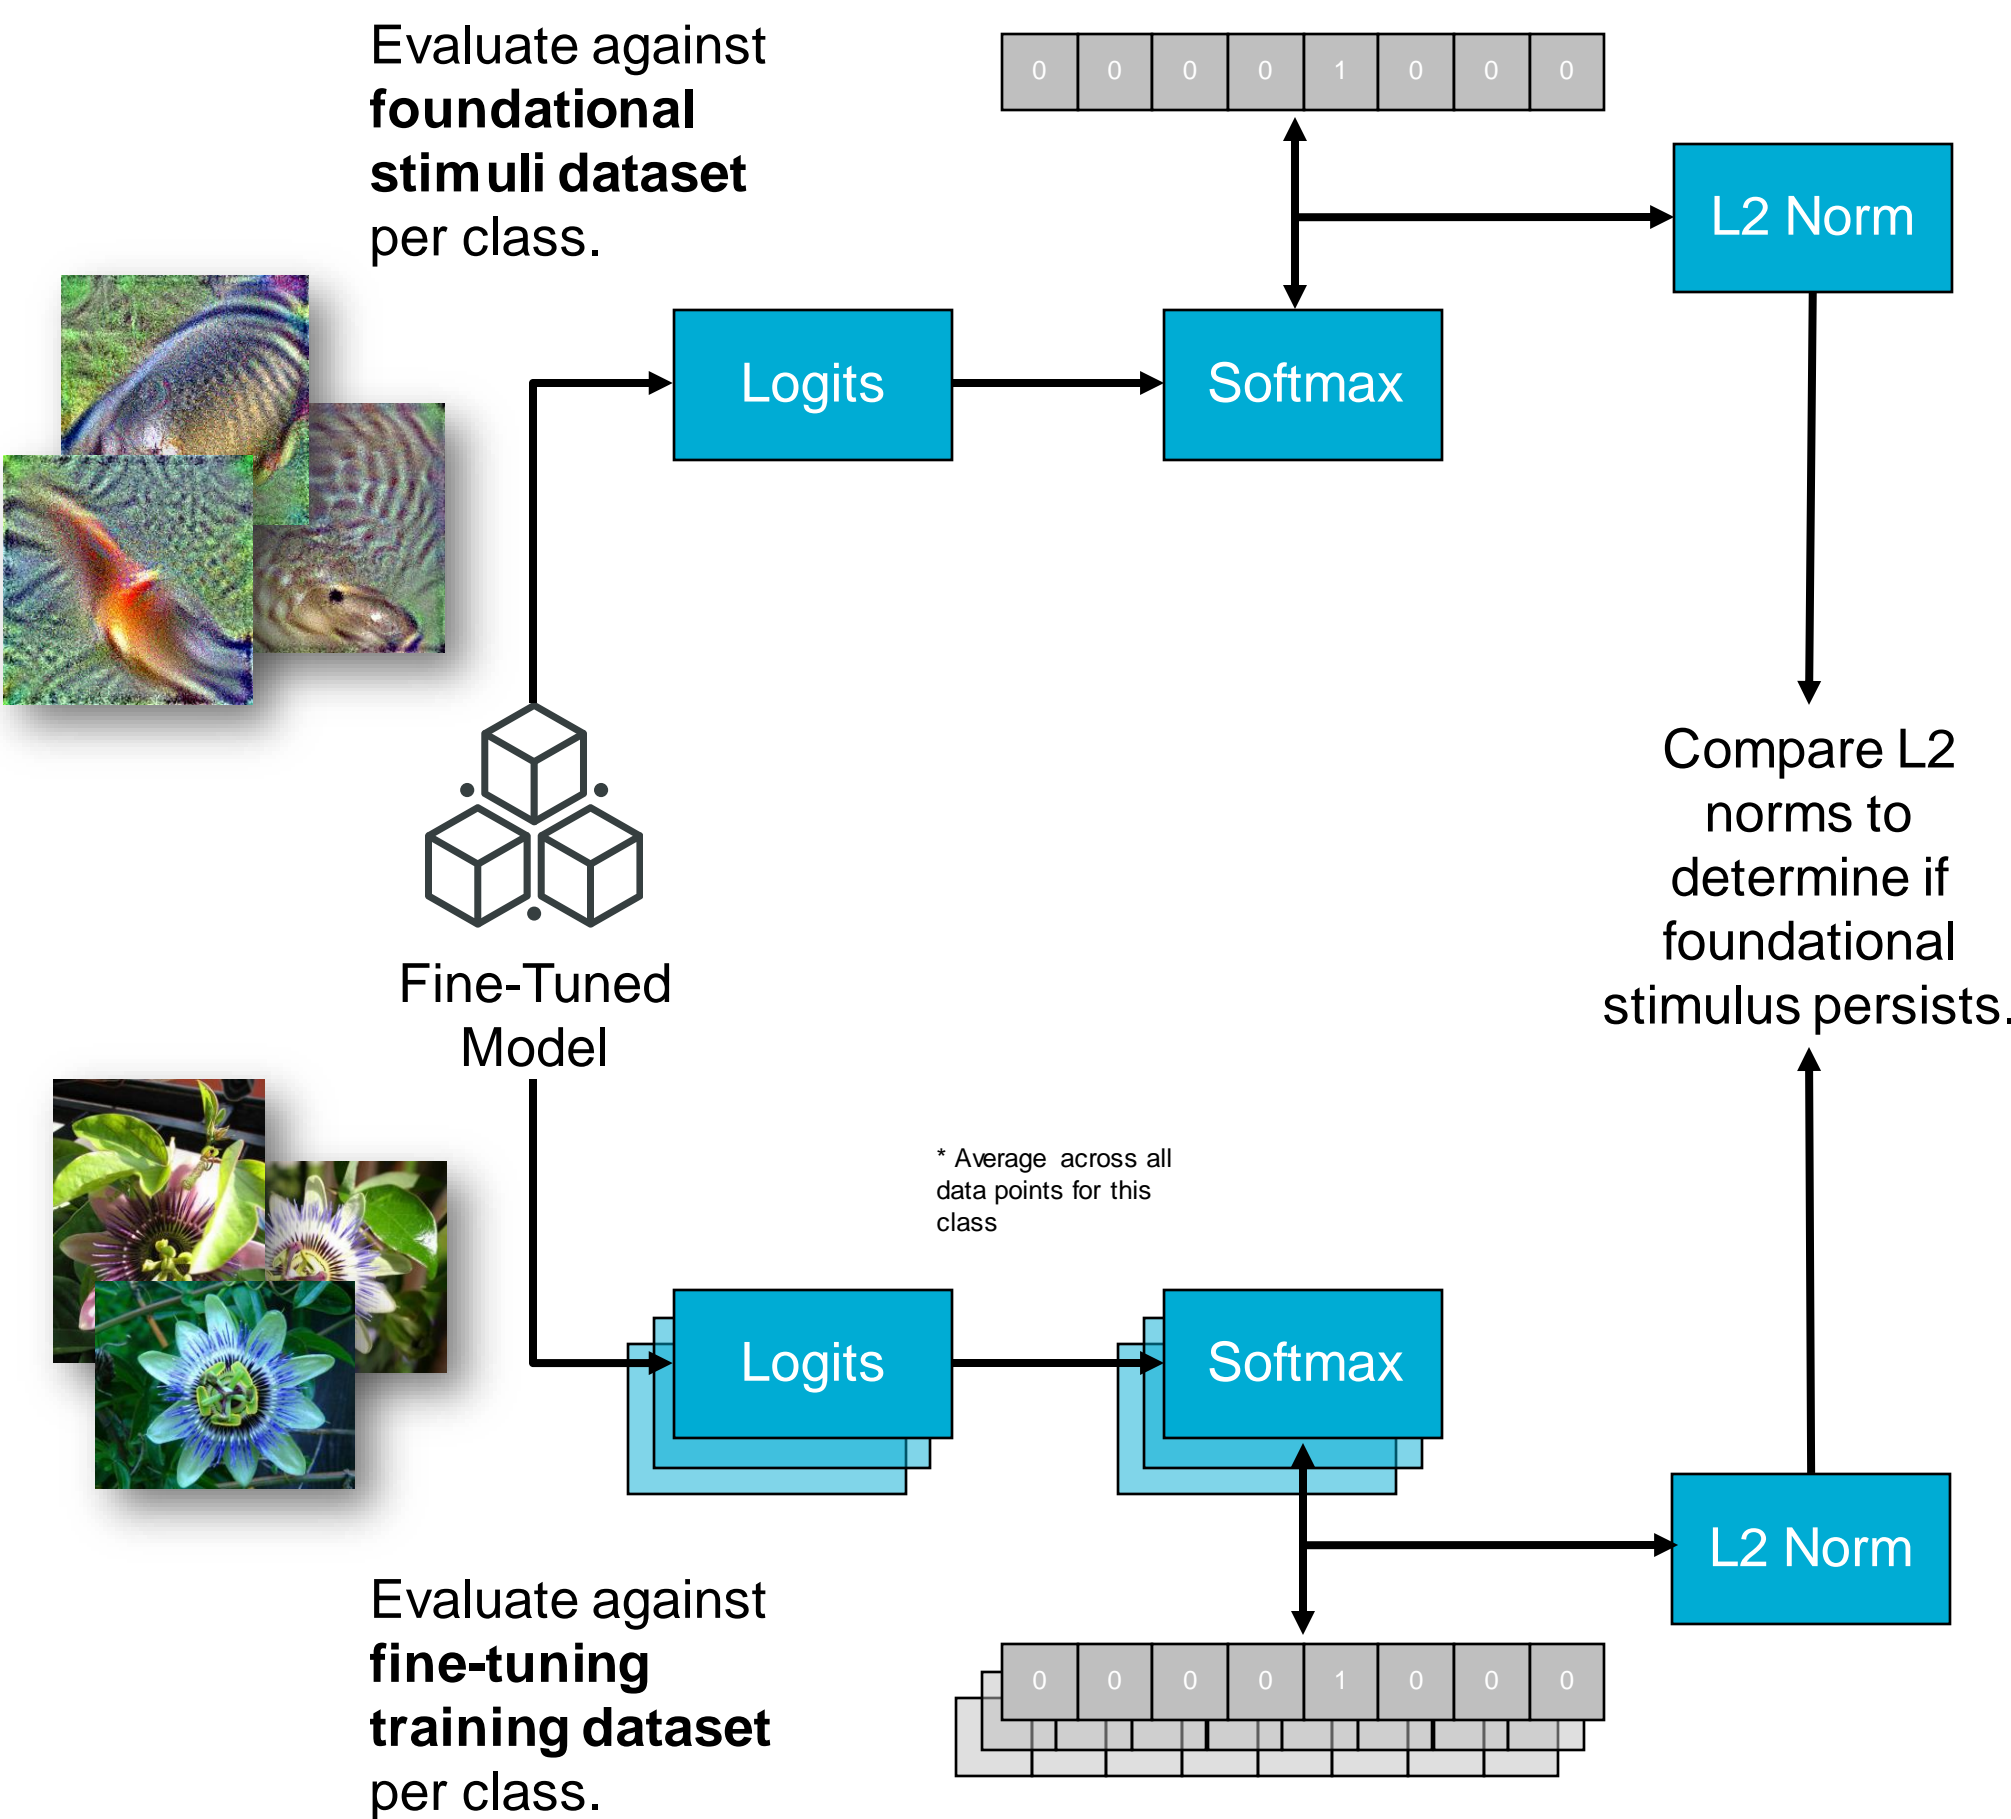 Evaluate against
foundational
stimuli dataset
per class.
0 0 0 0 1 0 0 0
L2 Norm
Logits
Softmax
Compare L2
norms to
determine if
foundational
stimulus persists.
Fine-Tuned
Model
* Average across all
data points for this
class
Logits
Softmax
L2 Norm
Evaluate against
fine-tuning
training dataset
per class.
0 0 0 0 1 0 0 0